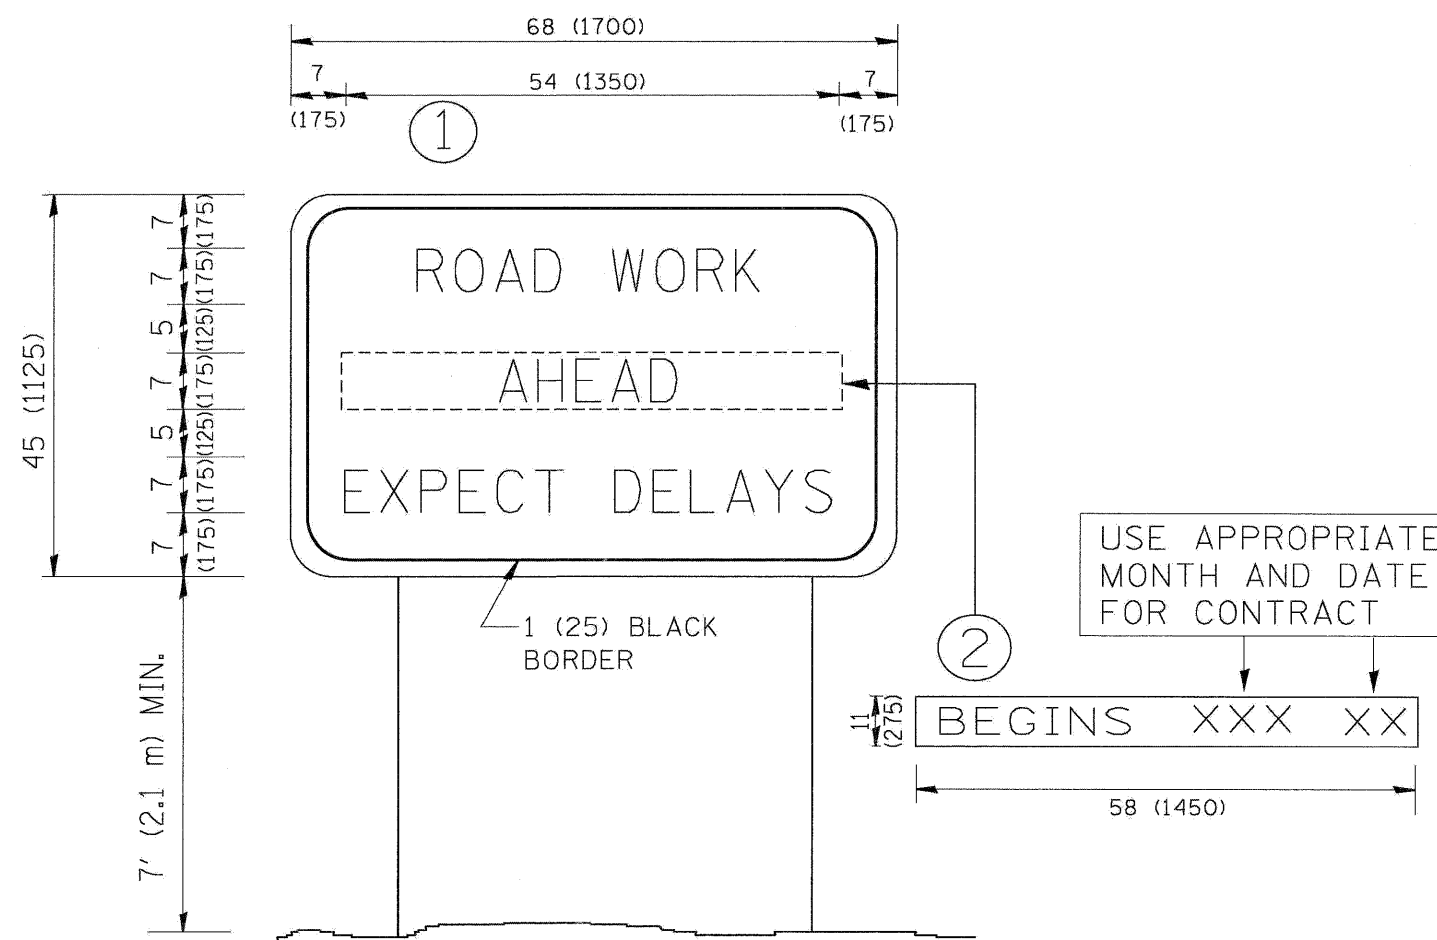 68 (1700)
7
54 (1350)
7
(175)
(175)
1
45 (1125)
7
(175)
7
(175)
5
(125)
7
(175)
5
(125)
7
(175)
7
(175)
ROAD WORK
AHEAD
EXPECT DELAYS
1 (25) BLACK
BORDER
7' (2.1 m) MIN.
2
USE APPROPRIATE
MONTH AND DATE
FOR CONTRACT
11
(275)
BEGINS XXX XX
58 (1450)